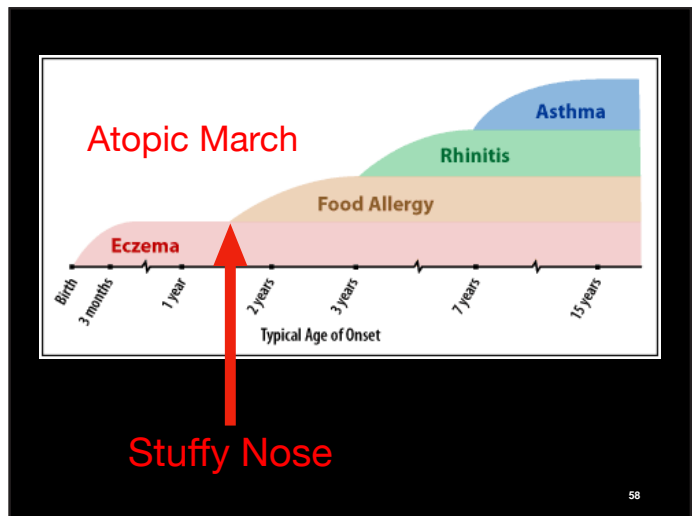 Atopic March
Asthma
Rhinitis
Food Allergy
Eczema
Birth
3 months
1 year
2 years
3 years
7 years
15 years
Typical Age of Onset
Stuffy Nose
58